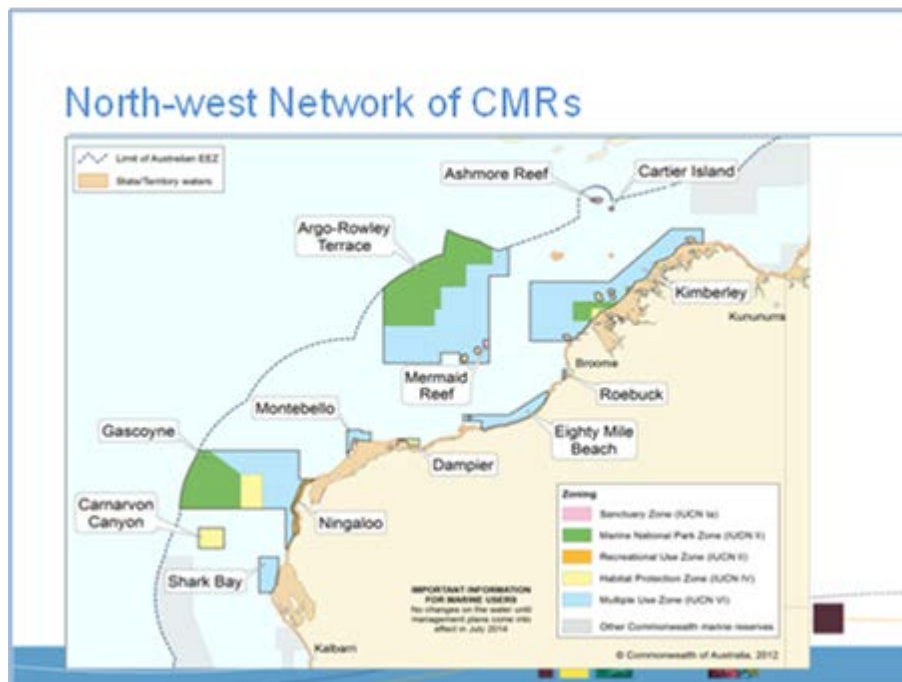 North-west Network of CMRs
Limit of Australian EEZ
State/Territory waters
Ashmore Reef
Cartier Island
Argo-Rowley
Terrace
Kimberley
Kununurra
Broome
Mermaid
Reef
Roebuck
Montebello
Eighty Mile
Beach
Gascoyne
Dampier
Carnarvon
Canyon
Ningaloo
Shark Bay
Kalbarri
Zoning
Sanctuary Zone (IUCN Ia)
Marine National Park Zone (IUCN II)
Recreational Use Zone (IUCN II)
Habitat Protection Zone (IUCN IV)
Multiple Use Zone (IUCN VI)
Other Commonwealth marine reserves
IMPORTANT INFORMATION
FOR MARINE USERS
No changes on the water until
management plans come into
effect in July 2014
© Commonwealth of Australia, 2012